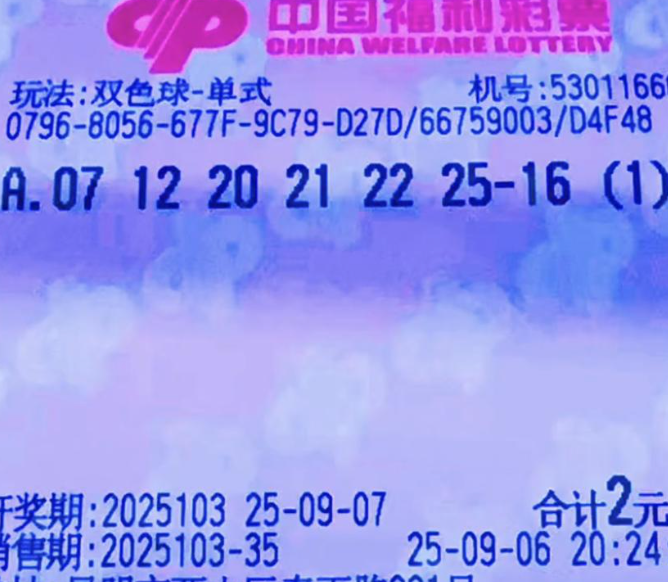 中国福利彩票
CHINA WELFARE LOTTERY
玩法:双色球-单式 机号:5301166
0796-8056-677F-9C79-D27D/66759003/D4F48
A.07 12 20 21 22 25-16 (1)
开奖期:2025103 25-09-07 合计2元
销售期:2025103-35 25-09-06 20:24